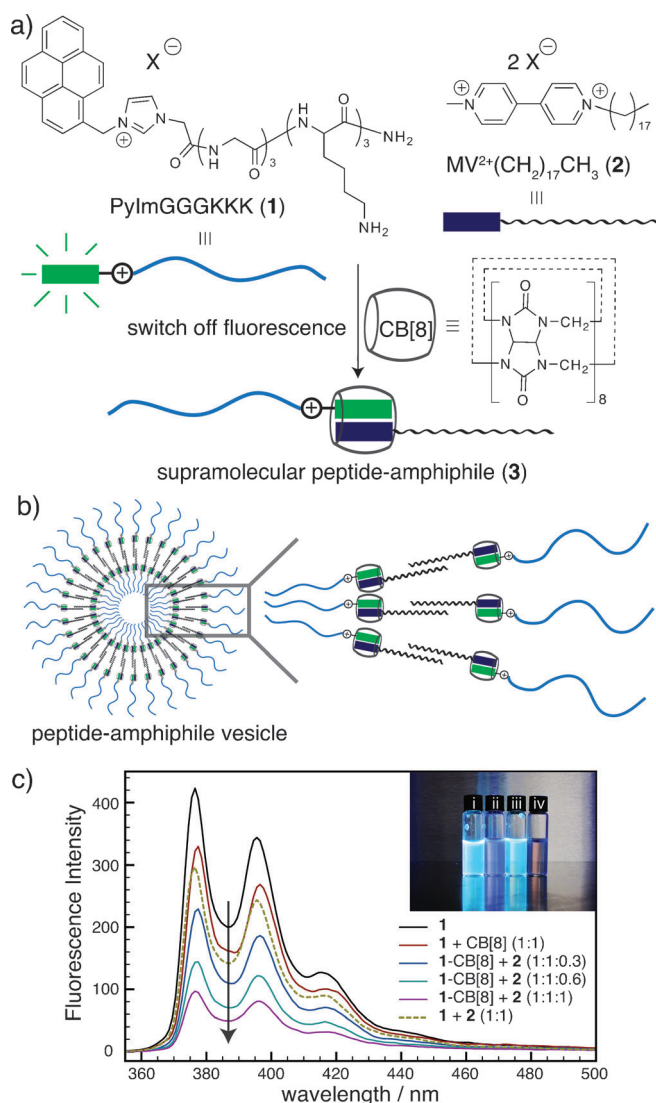 a)
X⊖
2 X⊖
N
N
⊕
O
H
N
O
3
H
N
O
3
NH₂
NH₂
N
⊕
N
⊕
17
PyImGGGKKK (1)
MV²⁺(CH₂)₁₇CH₃ (2)
|||
|||
+
switch off fluorescence
CB[8]
≡
O
N
N
CH₂
N
N
CH₂
O
8
+
supramolecular peptide-amphiphile (3)
b)
+
+
+
+
+
+
peptide-amphiphile vesicle
c)
Fluorescence Intensity
400
300
200
100
0
i ii iii iv
1
1 + CB[8] (1:1)
1-CB[8] + 2 (1:1:0.3)
1-CB[8] + 2 (1:1:0.6)
1-CB[8] + 2 (1:1:1)
1 + 2 (1:1)
360 380 400 420 440 460 480 500
wavelength / nm